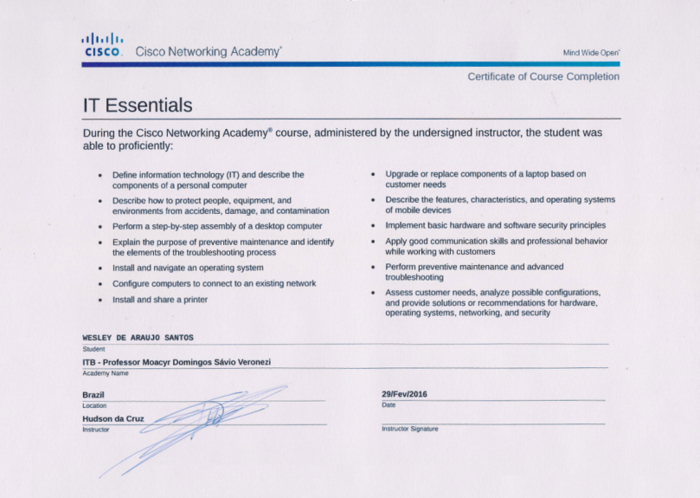 CISCO. Cisco Networking Academy®
Mind Wide Open™
Certificate of Course Completion
IT Essentials
During the Cisco Networking Academy® course, administered by the undersigned instructor, the student was
able to proficiently:
• Define information technology (IT) and describe the
components of a personal computer
• Describe how to protect people, equipment, and
environments from accidents, damage, and contamination
• Perform a step-by-step assembly of a desktop computer
• Explain the purpose of preventive maintenance and identify
the elements of the troubleshooting process
• Install and navigate an operating system
• Configure computers to connect to an existing network
• Install and share a printer
• Upgrade or replace components of a laptop based on
customer needs
• Describe the features, characteristics, and operating systems
of mobile devices
• Implement basic hardware and software security principles
• Apply good communication skills and professional behavior
while working with customers
• Perform preventive maintenance and advanced
troubleshooting
• Assess customer needs, analyze possible configurations,
and provide solutions or recommendations for hardware,
operating systems, networking, and security
WESLEY DE ARAUJO SANTOS
Student
ITB - Professor Moacyr Domingos Sávio Veronezi
Academy Name
Brazil
Location
29/Fev/2016
Date
Hudson da Cruz
Instructor
Instructor Signature